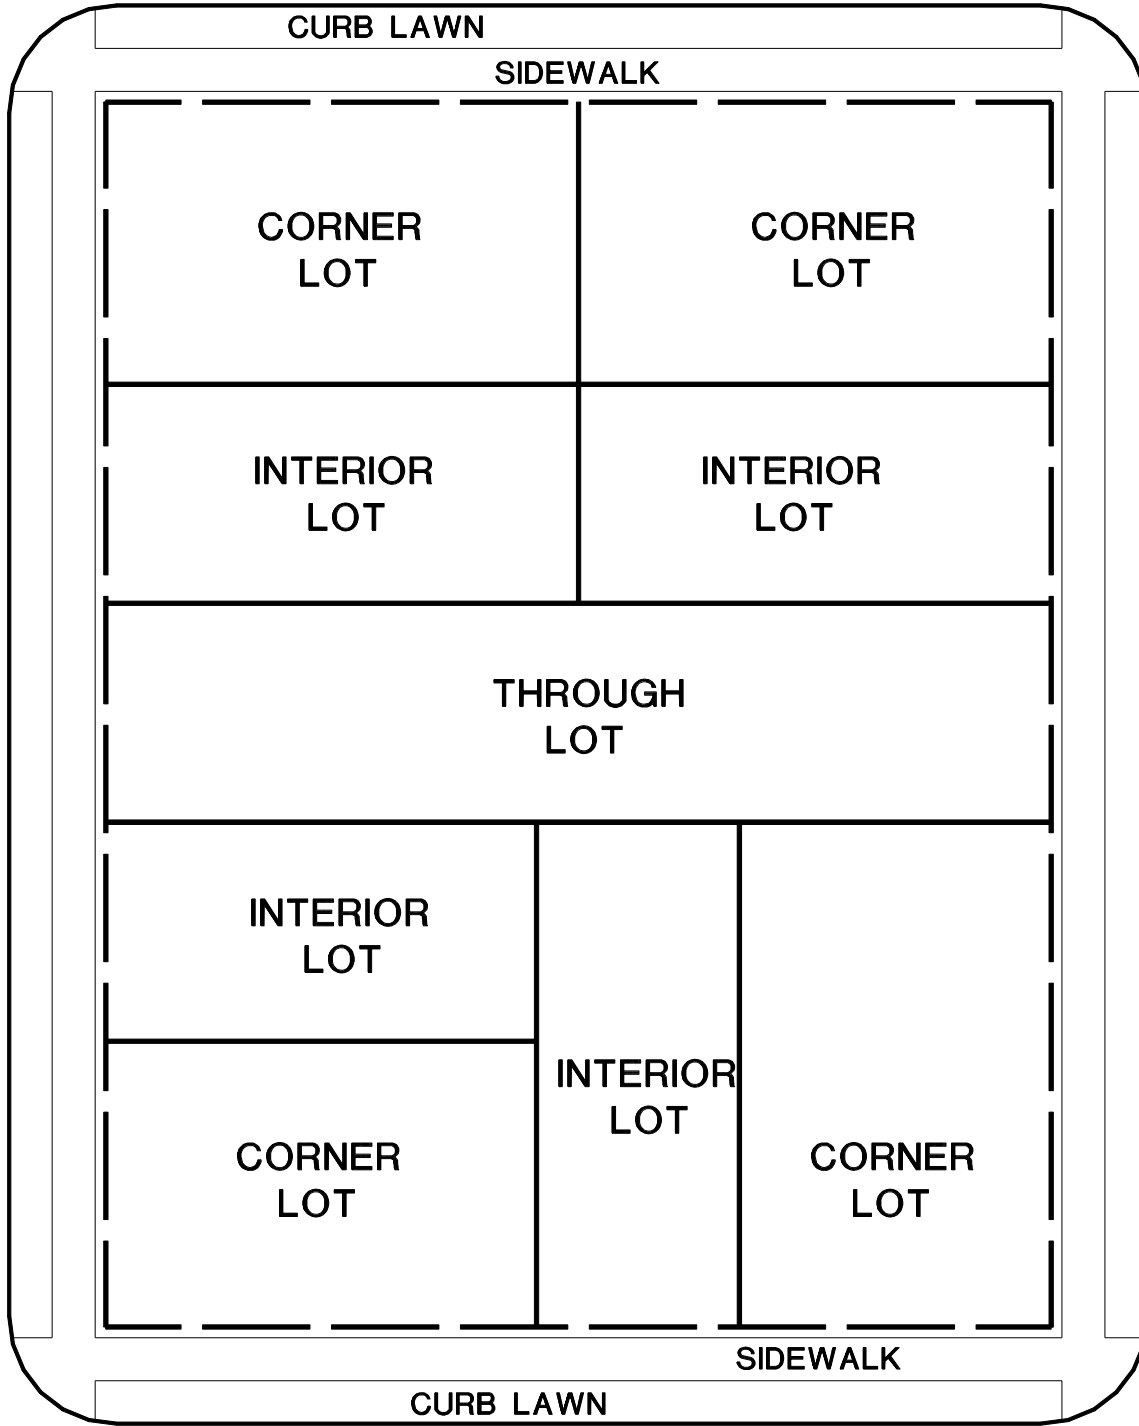 CURB LAWN
SIDEWALK
CORNER
LOT
CORNER
LOT
INTERIOR
LOT
INTERIOR
LOT
THROUGH
LOT
INTERIOR
LOT
INTERIOR
LOT
CORNER
LOT
CORNER
LOT
SIDEWALK
CURB LAWN